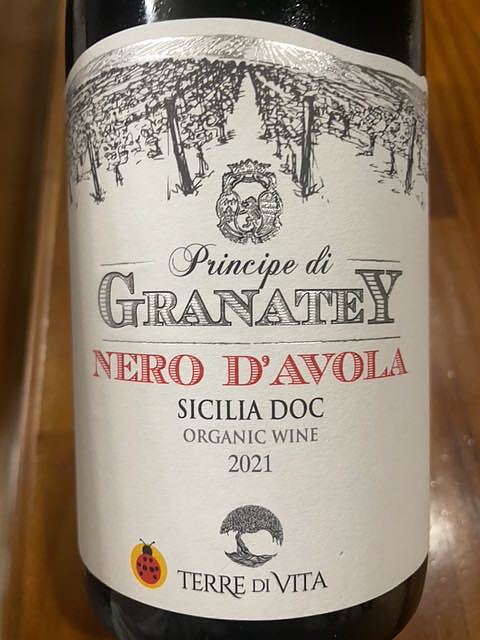 Principe di
GRANATEY
NERO D'AVOLA
SICILIA DOC
ORGANIC WINE
2021
TERRE DI VITA